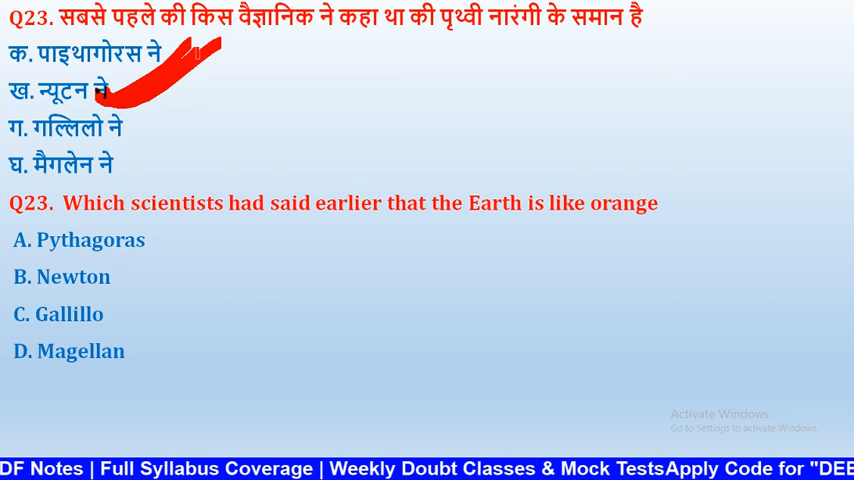 Q23. सबसे पहले की किस वैज्ञानिक ने कहा था की पृथ्वी नारंगी के समान है
क. पाइथागोरस ने
ख. न्यूटन ने
ग. गल्लिलो ने
घ. मैगलेन ने
Q23. Which scientists had said earlier that the Earth is like orange
A. Pythagoras
B. Newton
C. Gallillo
D. Magellan
Activate Windows
Go to Settings to activate Windows.
DF Notes | Full Syllabus Coverage | Weekly Doubt Classes & Mock TestsApply Code for "DEE